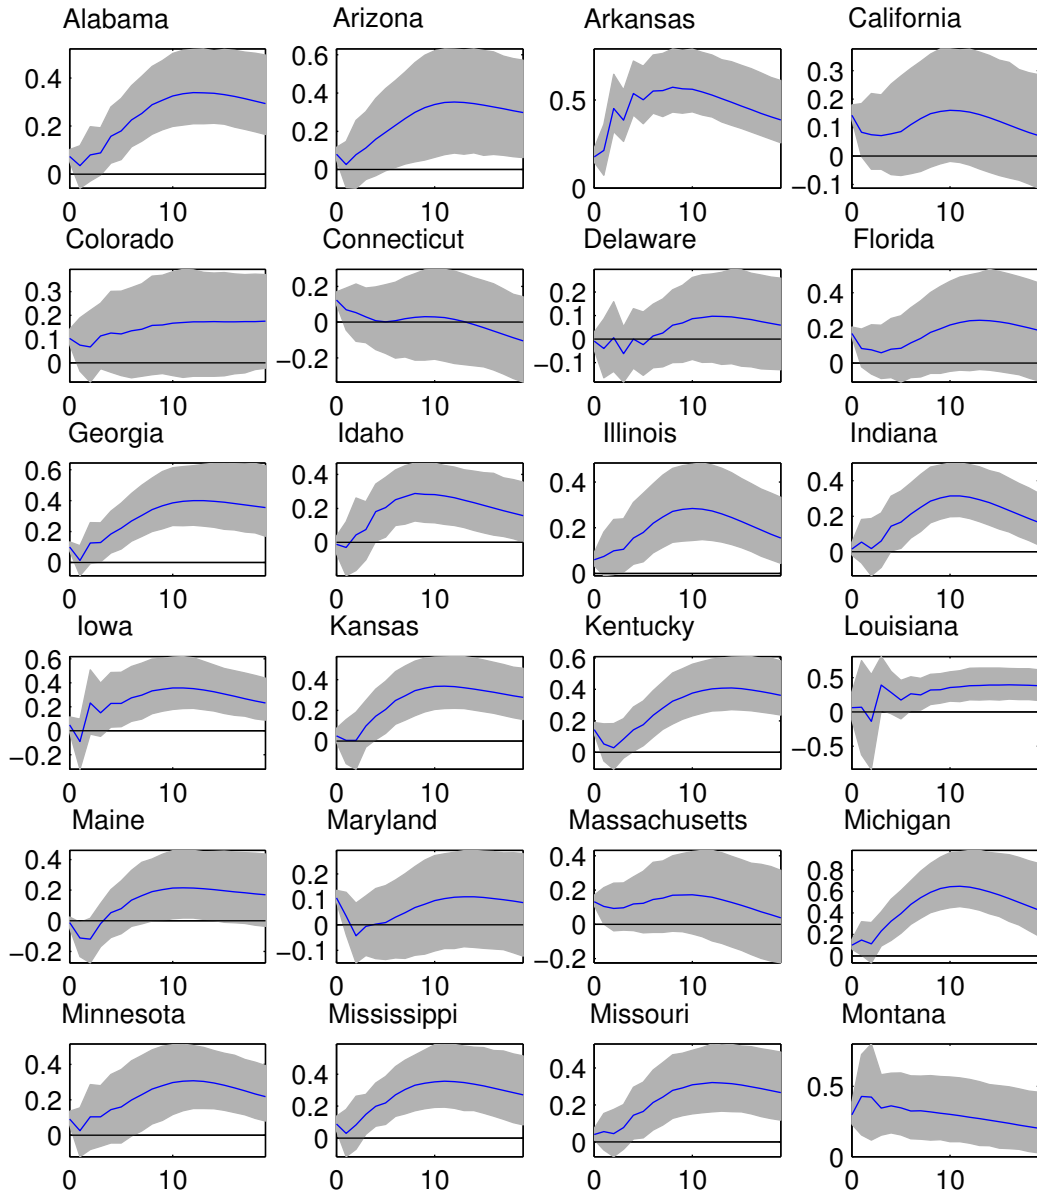 Alabama Arizona Arkansas California
0.4 0.6 0.5 0.3
0.2 0.4 0 0.2
0 0.2 0.1
0 0
−0.1
0 10 0 10 0 10 0 10
Colorado Connecticut Delaware Florida
0.3 0.2 0.2 0.4
0.2 0 0.1 0.2
0.1 −0.2 0 0
0 −0.1
0 10 0 10 0 10 0 10
Georgia Idaho Illinois Indiana
0.6 0.4 0.4 0.4
0.4 0.2 0.2 0.2
0.2 0 0 0
0
0 10 0 10 0 10 0 10
Iowa Kansas Kentucky Louisiana
0.6 0.4 0.6 0.5
0.4 0.2 0.4 0
0.2 0 0.2 −0.5
0 0
−0.2
0 10 0 10 0 10 0 10
Maine Maryland Massachusetts Michigan
0.4 0.2 0.4 0.8
0.2 0.1 0.2 0.6
0 0 0 0.4
−0.2 −0.1 −0.2 0.2
0
0 10 0 10 0 10 0 10
Minnesota Mississippi Missouri Montana
0.4 0.4 0.4 0.5
0.2 0.2 0.2 0
0 0 0
0 10 0 10 0 10 0 10